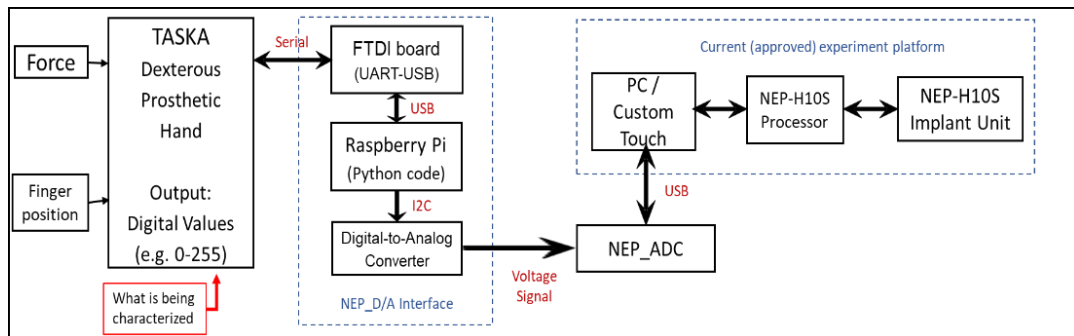 Force
Finger
position
TASKA
Dexterous
Prosthetic
Hand
Output:
Digital Values
(e.g. 0-255)
What is being
characterized
Serial
FTDI board
(UART-USB)
USB
Raspberry Pi
(Python code)
I2C
Digital-to-Analog
Converter
NEP_D/A Interface
Voltage
Signal
NEP_ADC
USB
Current (approved) experiment platform
PC /
Custom
Touch
NEP-H10S
Processor
NEP-H10S
Implant Unit